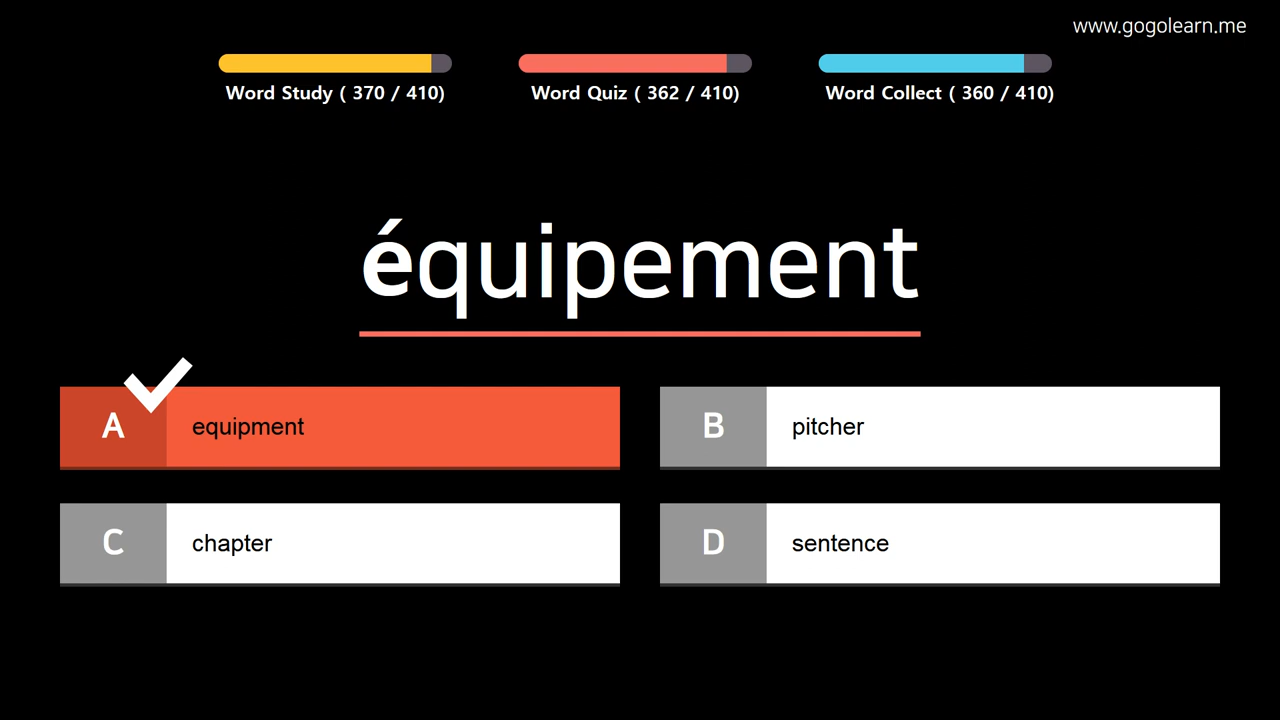 www.gogolearn.me
Word Study ( 370 / 410)
Word Quiz ( 362 / 410)
Word Collect ( 360 / 410)
équipement
A equipment
B pitcher
C chapter
D sentence